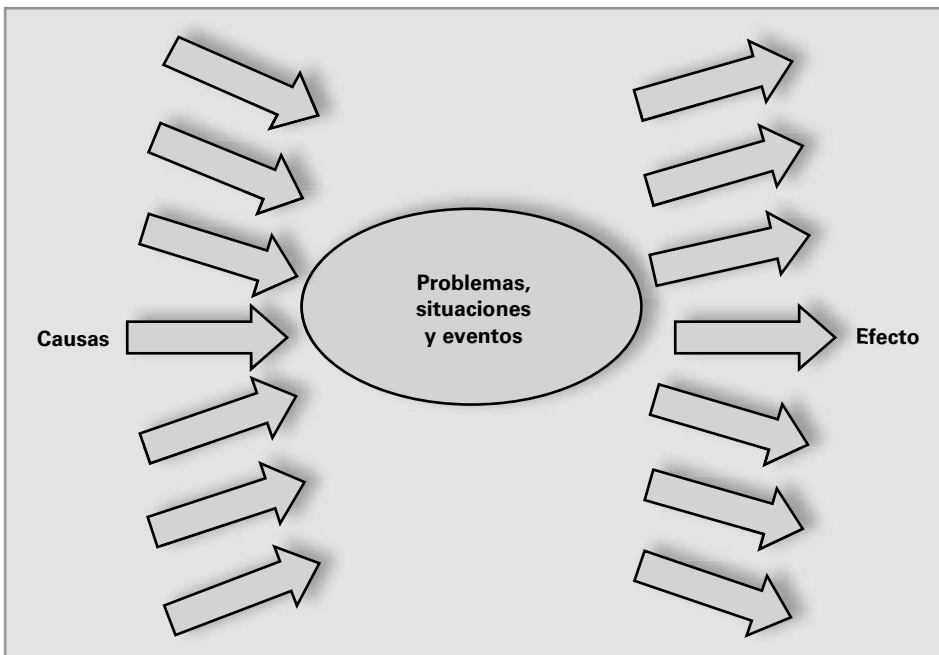 Causas
Problemas,
situaciones
y eventos
Efecto